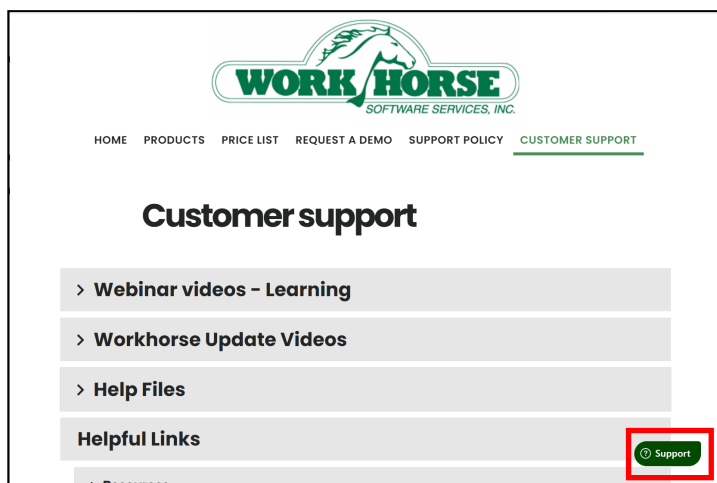 WORK HORSE
SOFTWARE SERVICES, INC.
HOME PRODUCTS PRICE LIST REQUEST A DEMO SUPPORT POLICY CUSTOMER SUPPORT
Customer support
> Webinar videos - Learning
> Workhorse Update Videos
> Help Files
Helpful Links
? Support